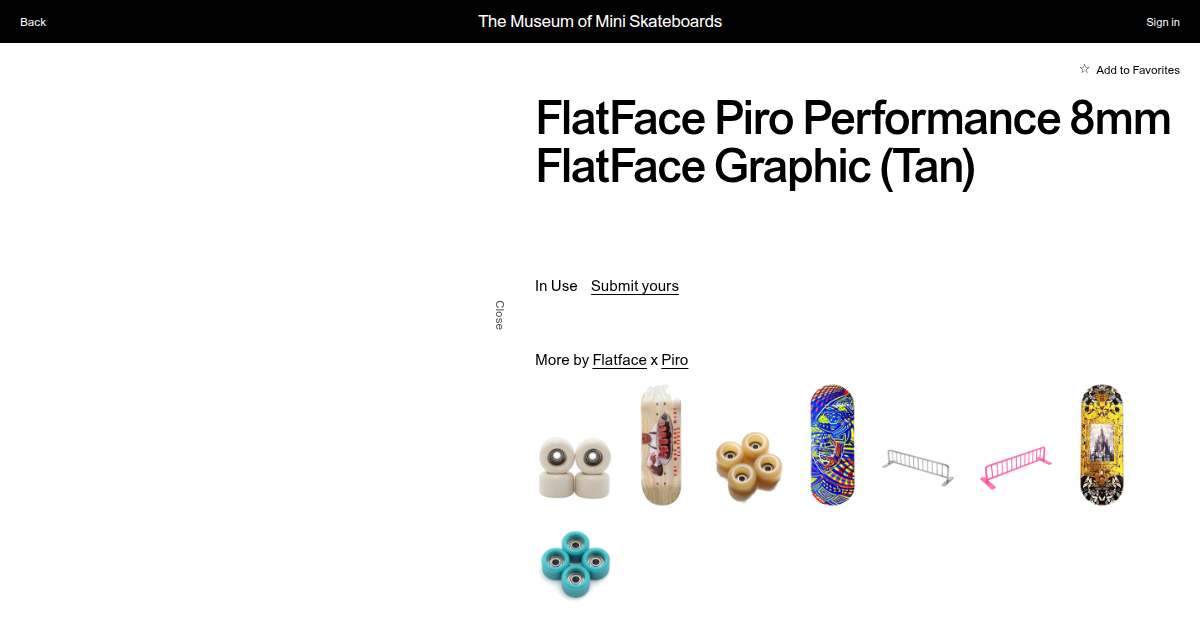 Back
The Museum of Mini Skateboards
Sign in
☆ Add to Favorites
FlatFace Piro Performance 8mm
FlatFace Graphic (Tan)
In Use Submit yours
Close
More by Flatface x Piro